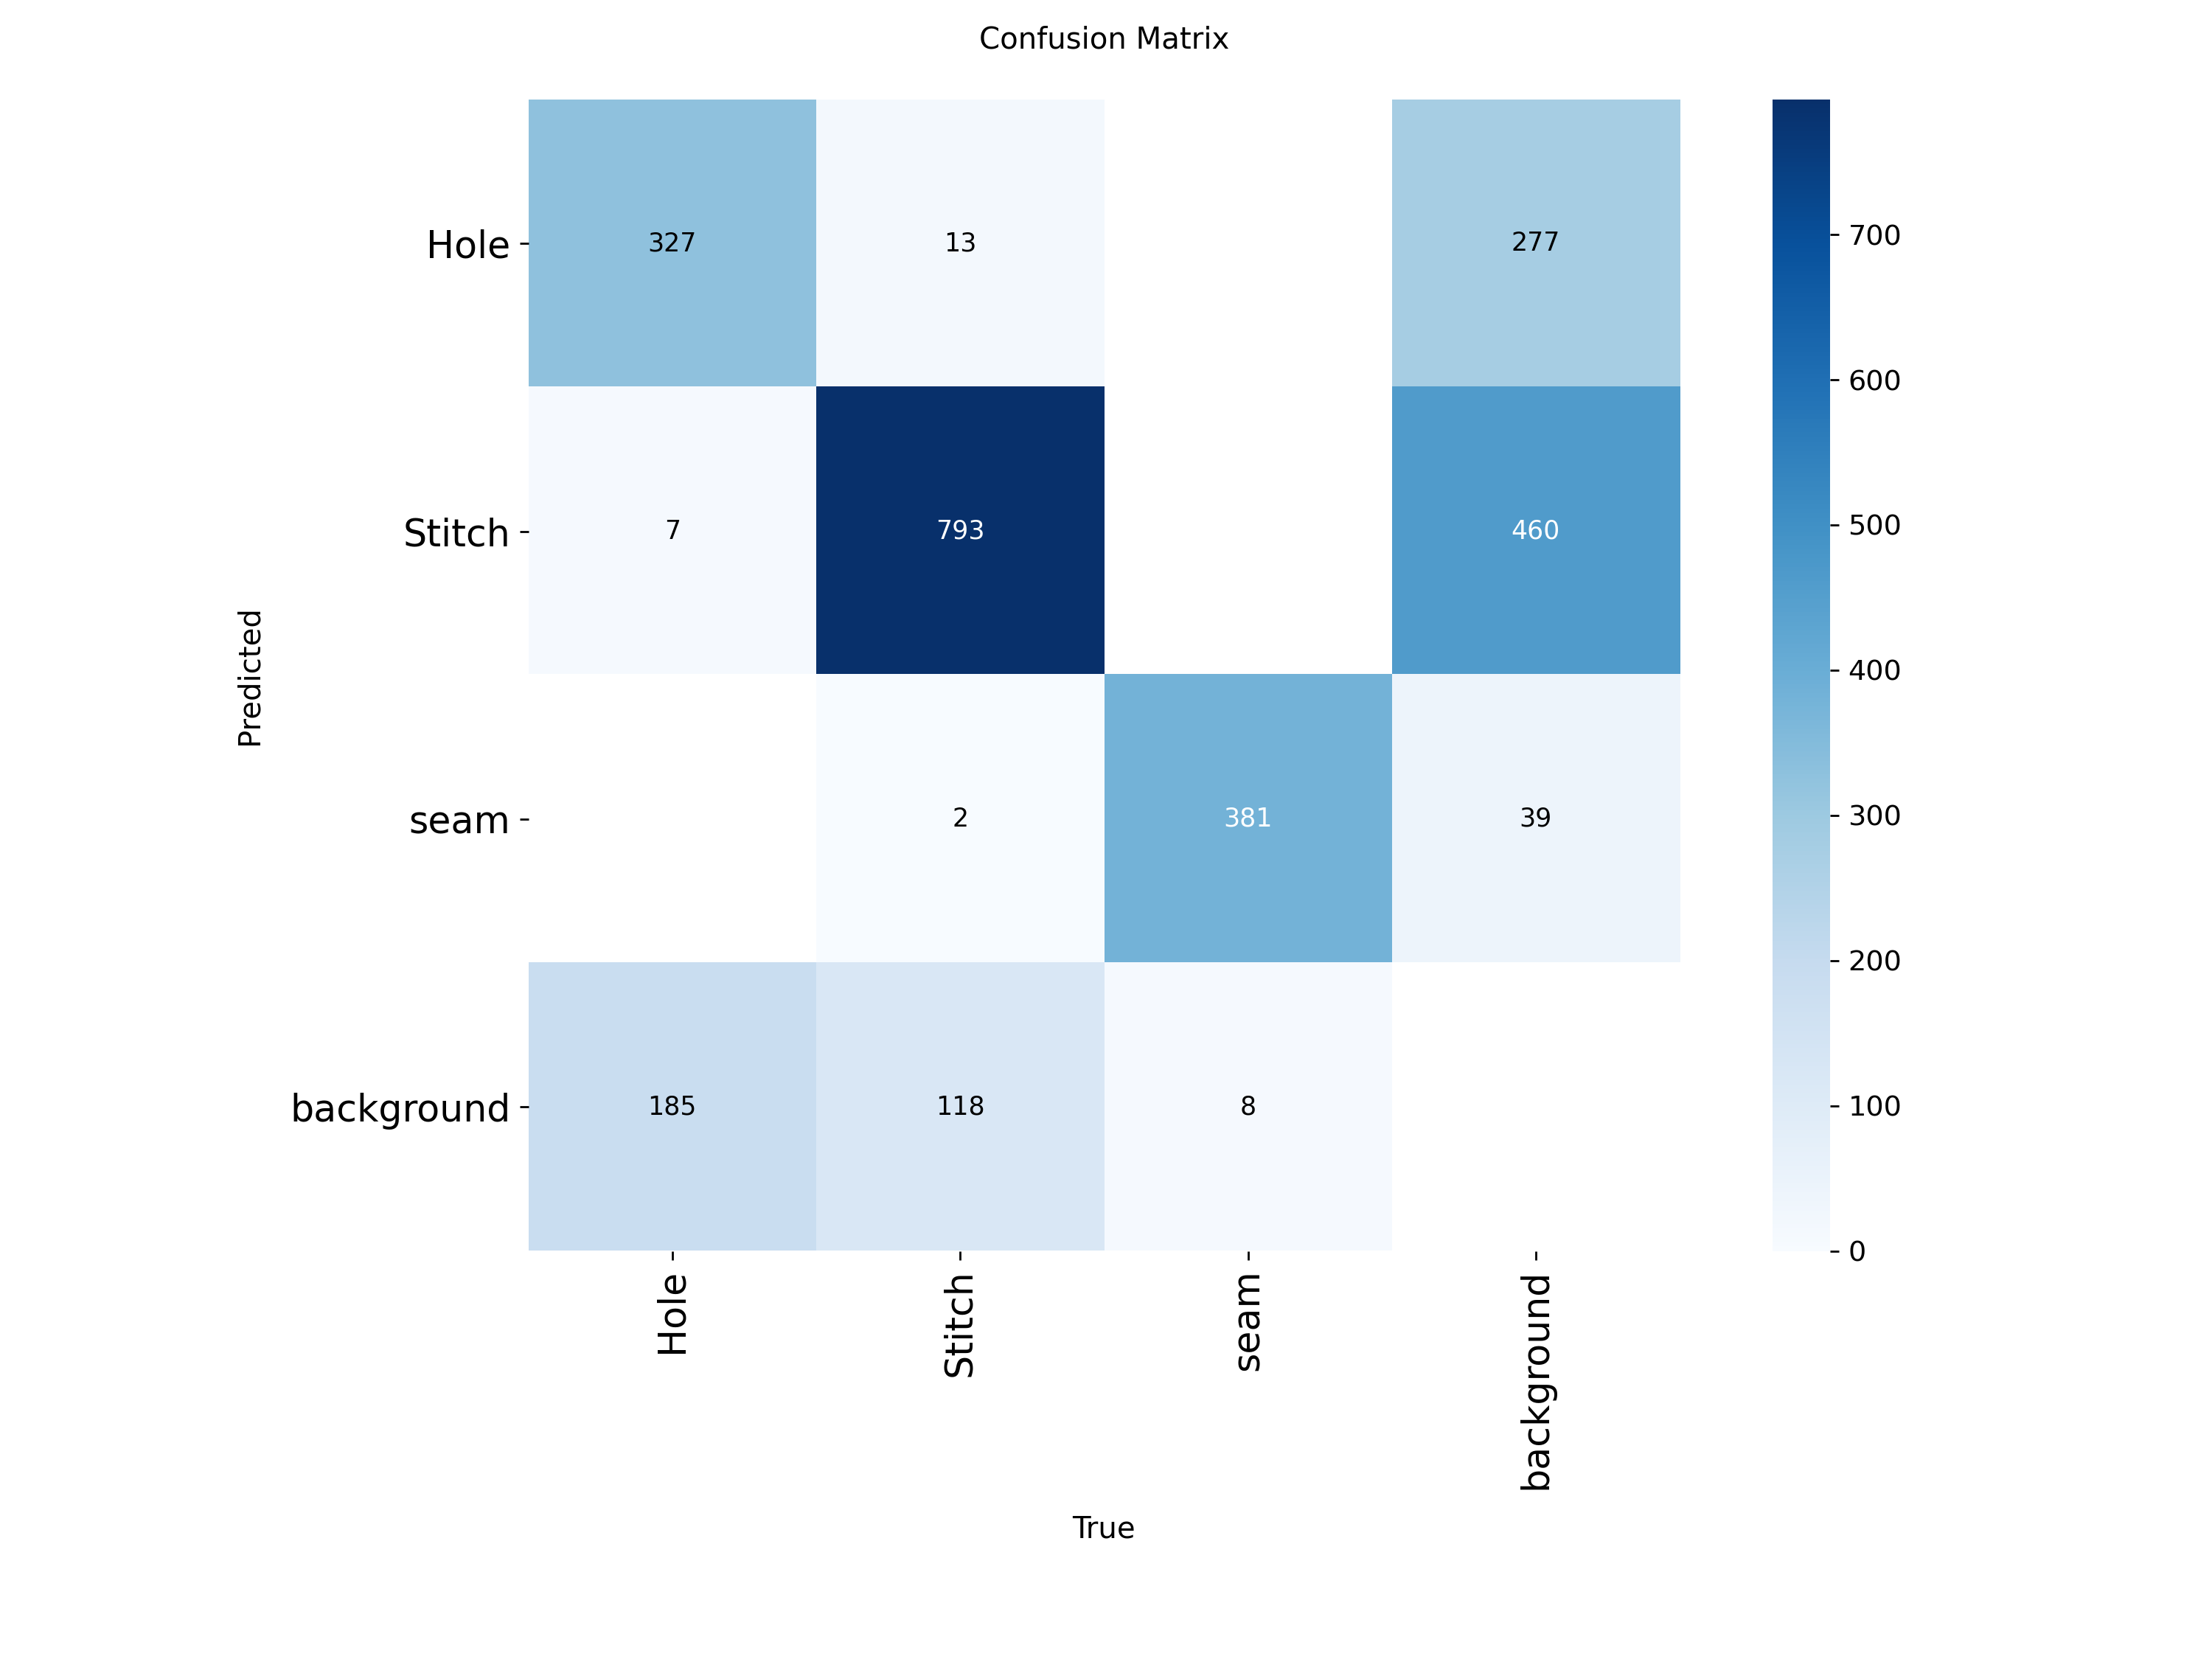 Confusion Matrix
Hole 327 13 277
Stitch 7 793 460
seam 2 381 39
background 185 118 8
Hole Stitch seam background
Predicted
True
700
600
500
400
300
200
100
0